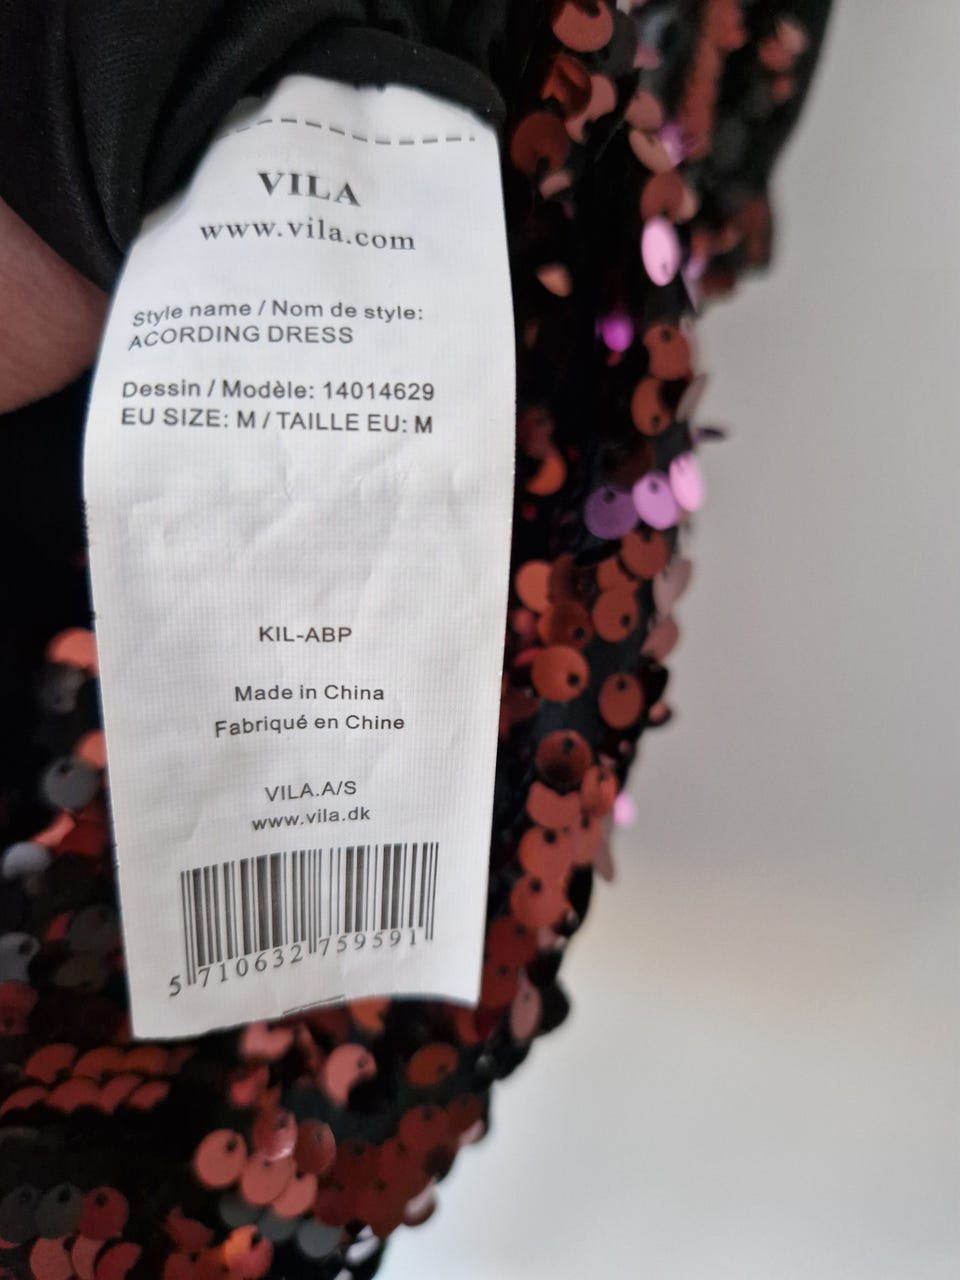 VILA
www.vila.com
Style name / Nom de style:
ACORDING DRESS
Dessin / Modèle: 14014629
EU SIZE: M / TAILLE EU: M
KIL-ABP
Made in China
Fabriqué en Chine
VILA.A/S
www.vila.dk
5 710632 759591